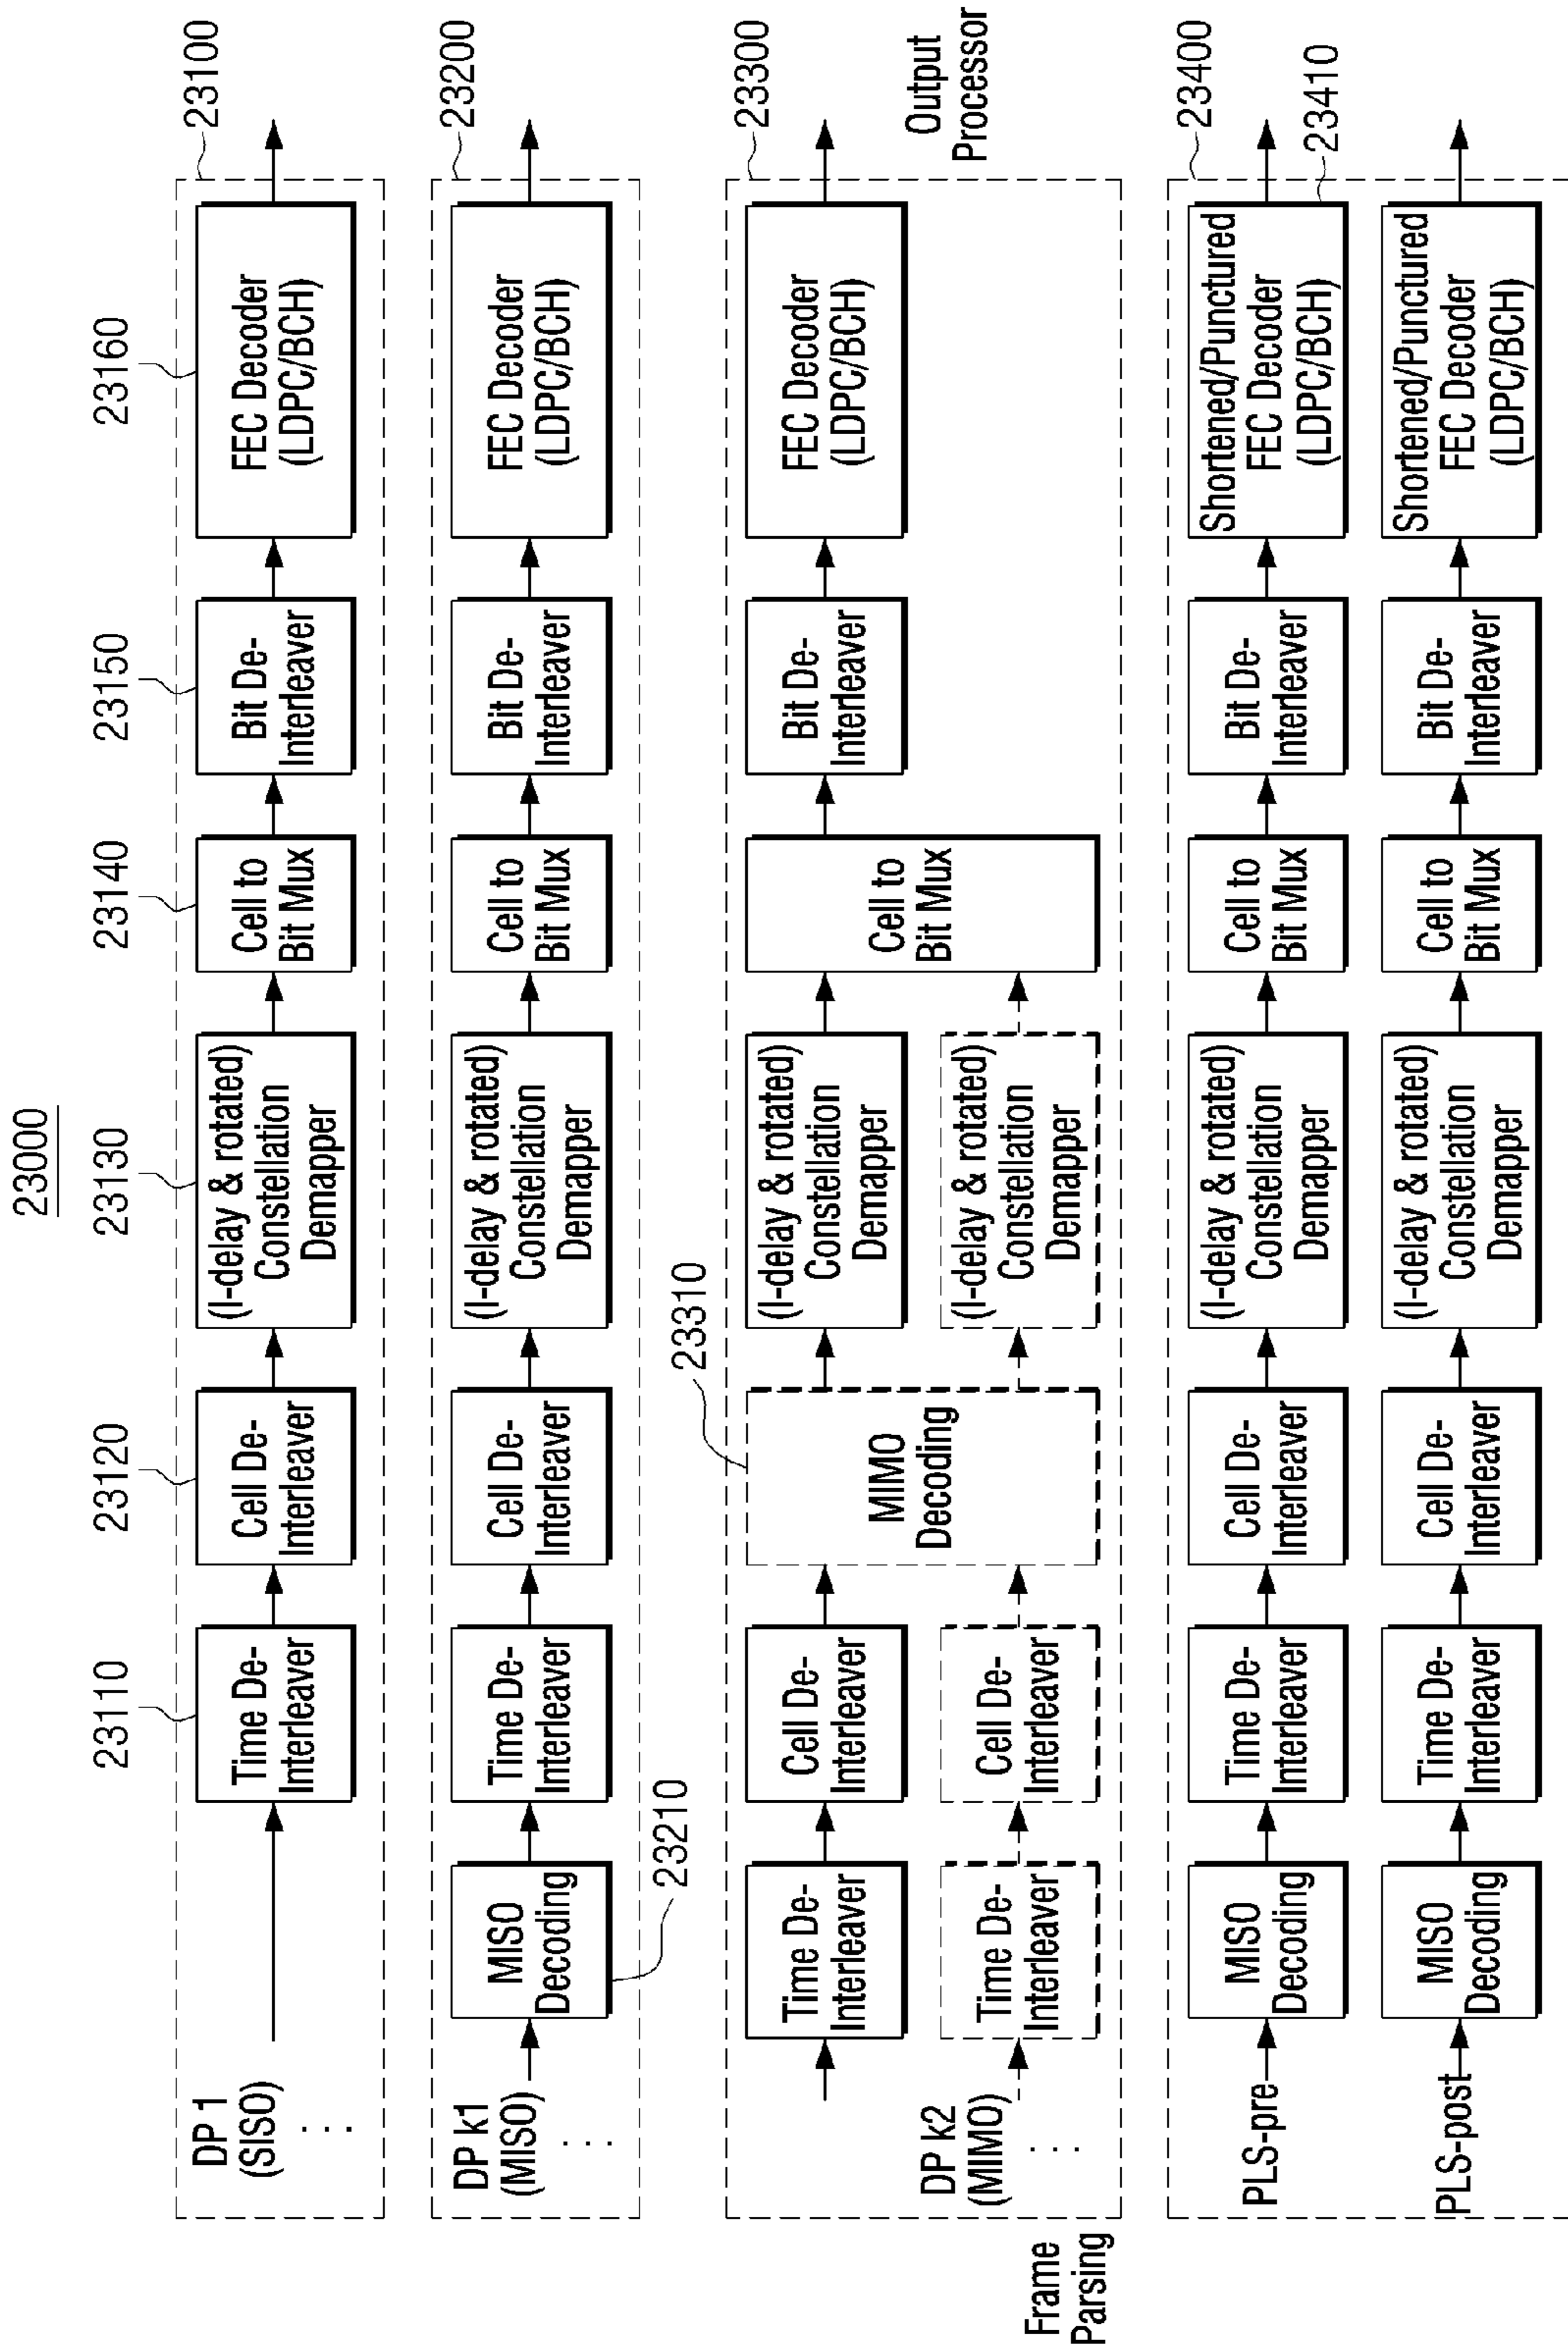 23000
23110
23120
23130
23140
23150
23160
23100
DP 1
(SISO)
. . .
Time De-
Interleaver
Cell De-
Interleaver
(I-delay & rotated)
Constellation
Demapper
Cell to
Bit Mux
Bit De-
Interleaver
FEC Decoder
(LDPC/BCH)
23200
DP k1
(MISO)
. . .
MISO
Decoding
23210
Time De-
Interleaver
Cell De-
Interleaver
(I-delay & rotated)
Constellation
Demapper
Cell to
Bit Mux
Bit De-
Interleaver
FEC Decoder
(LDPC/BCH)
23300
23310
Time De-
Interleaver
Cell De-
Interleaver
MIMO
Decoding
(I-delay & rotated)
Constellation
Demapper
Cell to
Bit Mux
Bit De-
Interleaver
FEC Decoder
(LDPC/BCH)
Output
Processor
DP k2
(MIMO)
. . .
Time De-
Interleaver
Cell De-
Interleaver
(I-delay & rotated)
Constellation
Demapper
Frame
Parsing
23400
PLS-pre
MISO
Decoding
Time De-
Interleaver
Cell De-
Interleaver
(I-delay & rotated)
Constellation
Demapper
Cell to
Bit Mux
Bit De-
Interleaver
Shortened/Punctured
FEC Decoder
(LDPC/BCH)
23410
PLS-post
MISO
Decoding
Time De-
Interleaver
Cell De-
Interleaver
(I-delay & rotated)
Constellation
Demapper
Cell to
Bit Mux
Bit De-
Interleaver
Shortened/Punctured
FEC Decoder
(LDPC/BCH)